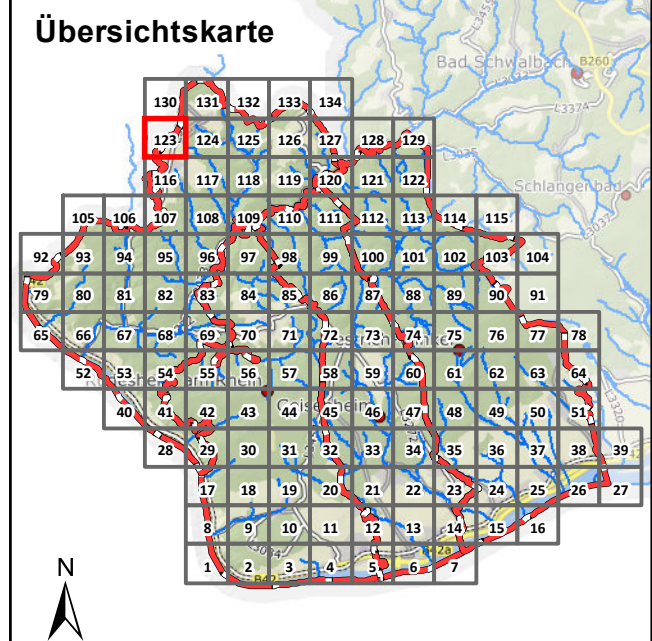 Übersichtskarte
L3374
B260
Bad Schwalbach
L3035
Schlangenbad
L3037
130 131 132 133 134
123 124 125 126 127 128 129
116 117 118 119 120 121 122
105 106 107 108 109 110 111 112 113 114 115
92 93 94 95 96 97 98 99 100 101 102 103 104
79 80 81 82 83 84 85 86 87 88 89 90 91
65 66 67 68 69 70 71 72 73 74 75 76 77 78
52 53 54 55 56 57 58 59 60 61 62 63 64
40 41 42 43 44 45 46 47 48 49 50 51
28 29 30 31 32 33 34 35 36 37 38 39
17 18 19 20 21 22 23 24 25 26 27
8 9 10 11 12 13 14 15 16
1 2 3 4 5 6 7
L3320
B42a
B42
N